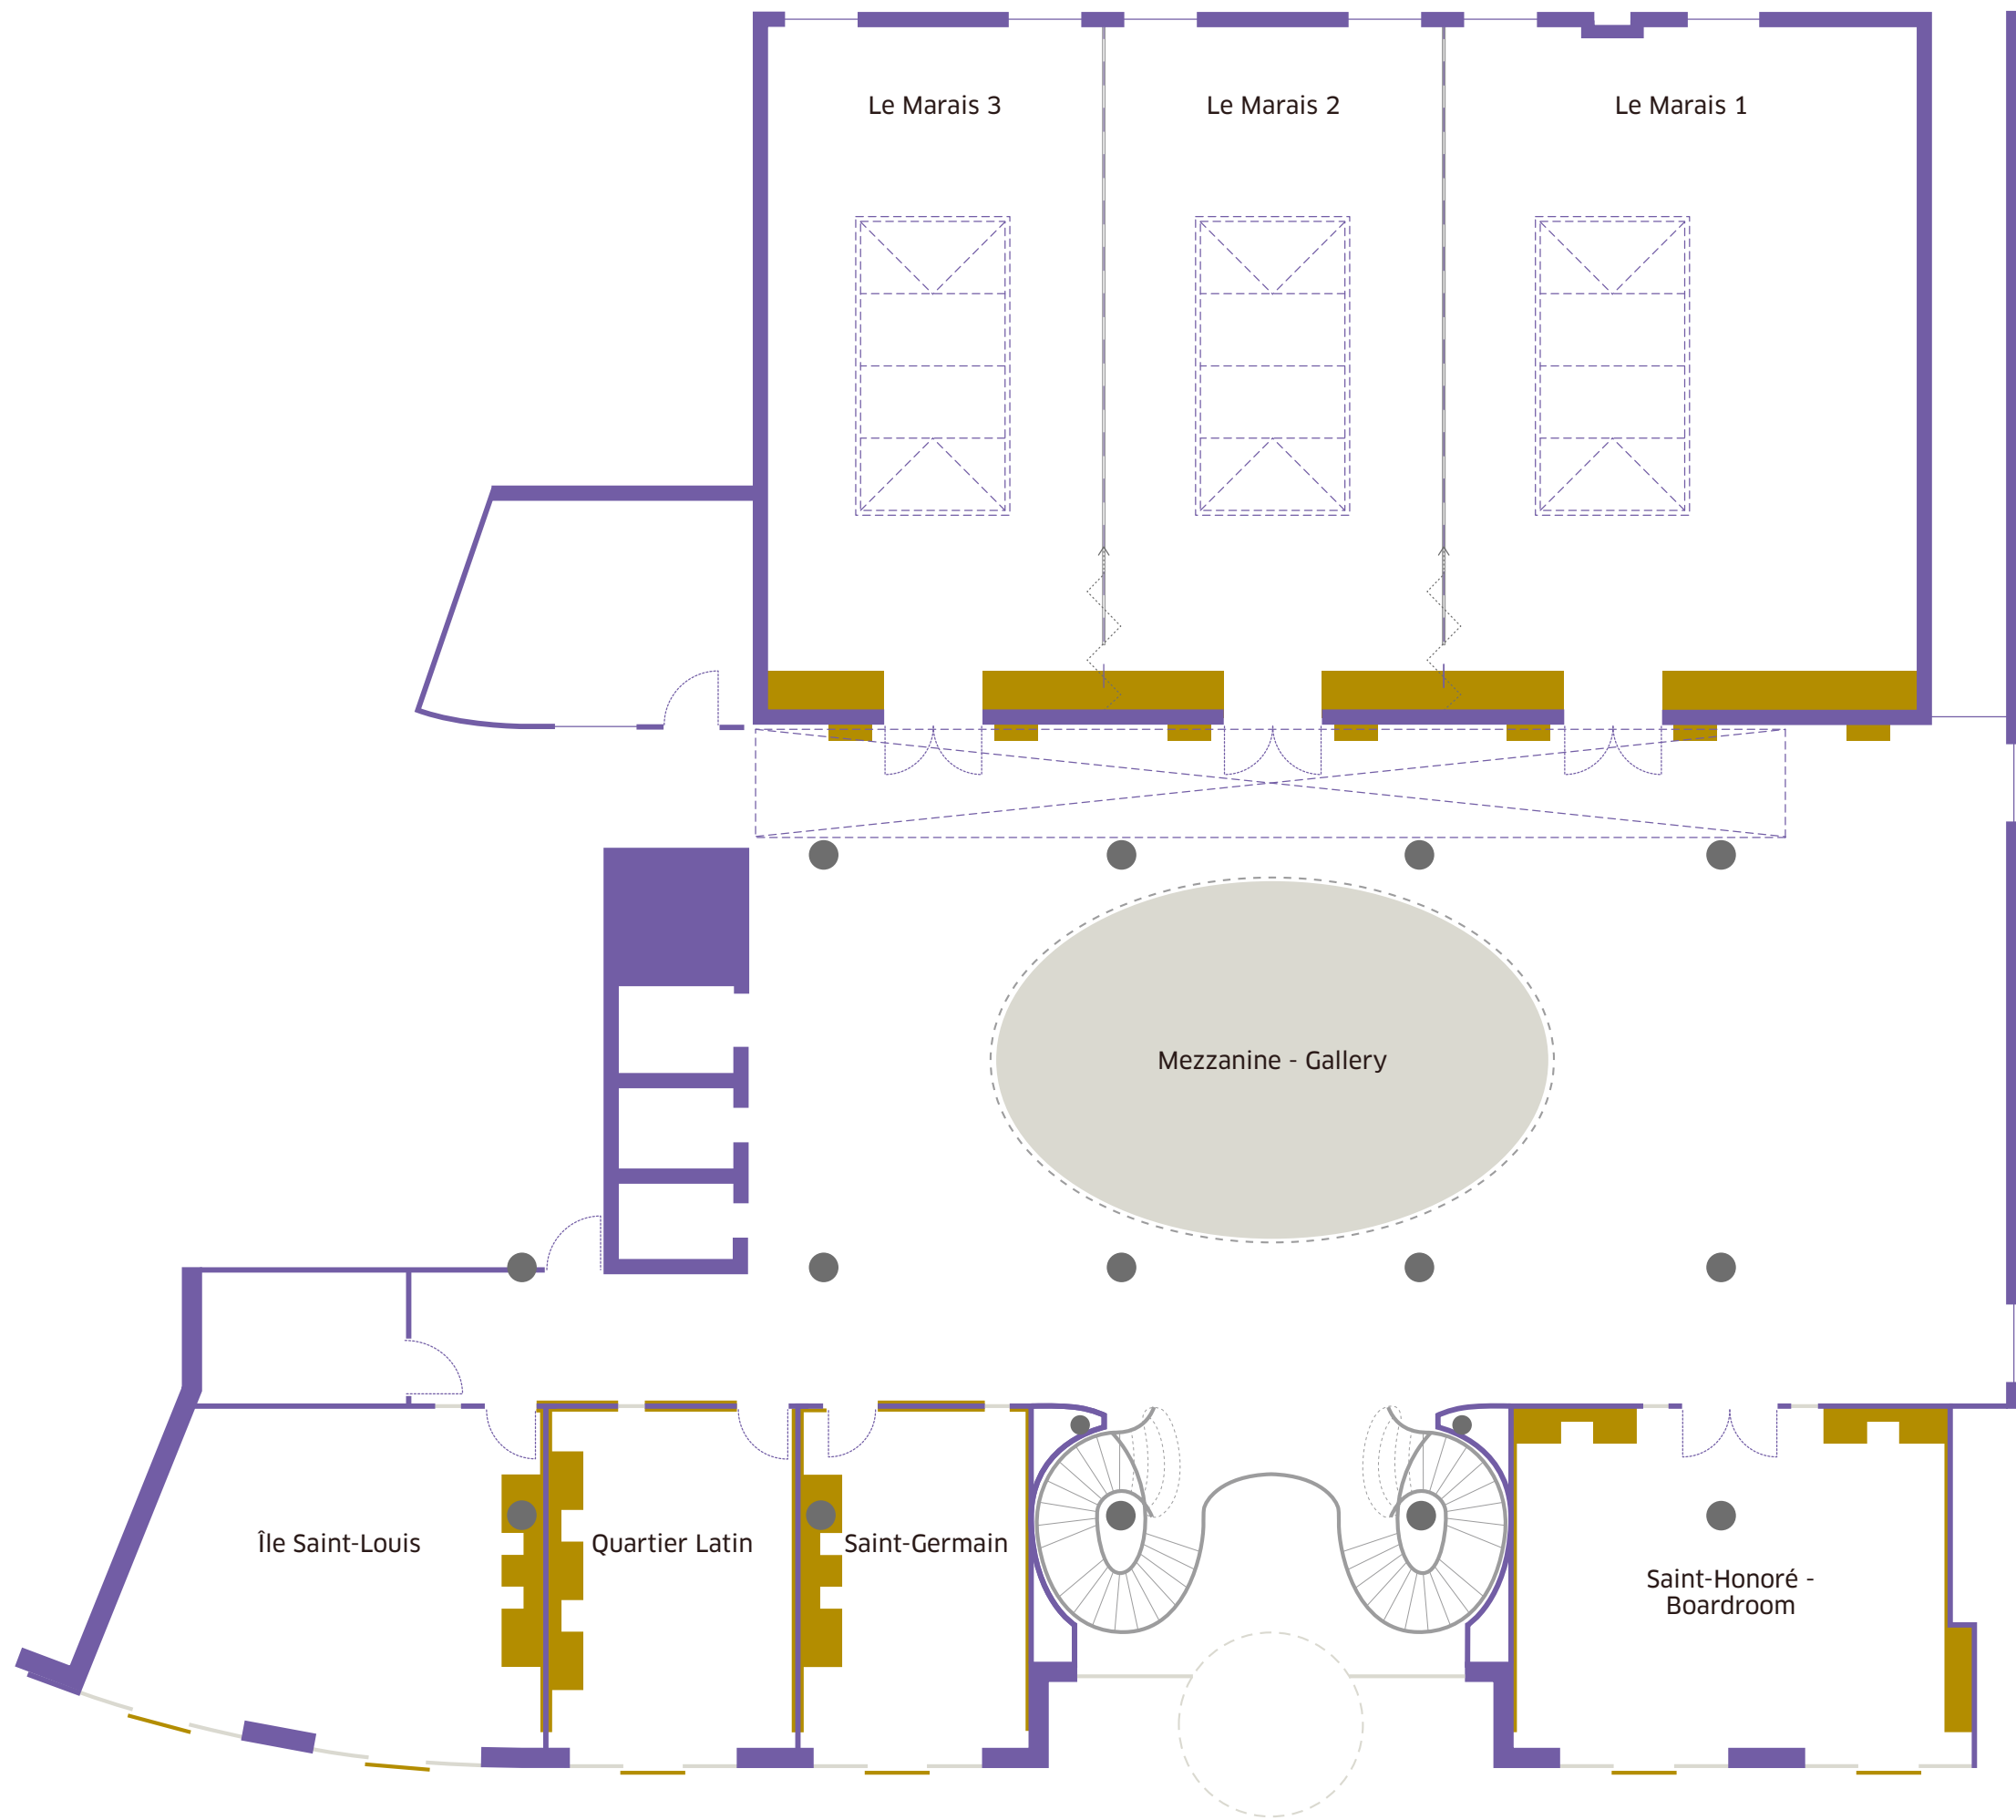 Le Marais 3
Le Marais 2
Le Marais 1
Mezzanine - Gallery
Île Saint-Louis
Quartier Latin
Saint-Germain
Saint-Honoré -
Boardroom